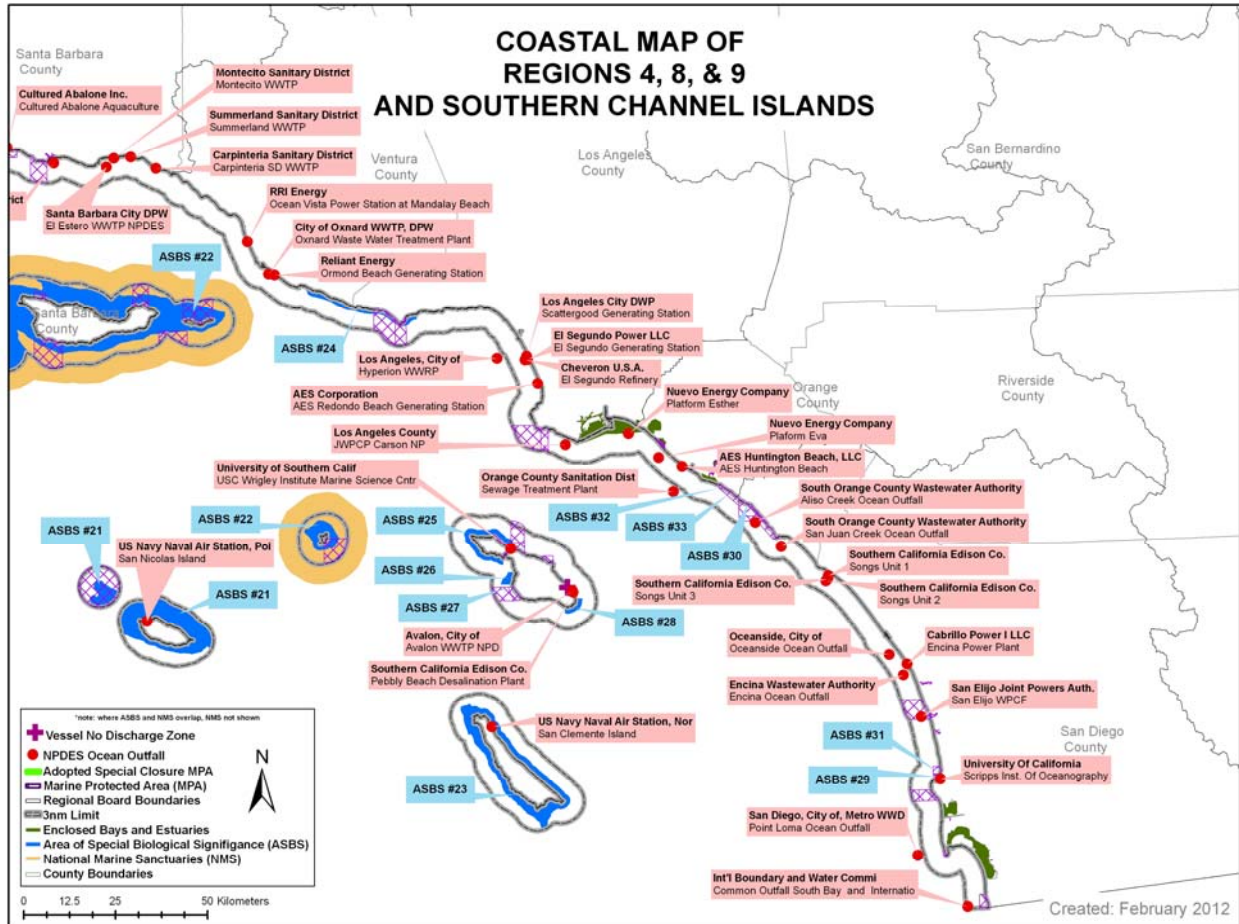 COASTAL MAP OF
REGIONS 4, 8, & 9
AND SOUTHERN CHANNEL ISLANDS
Santa Barbara
County
Cultured Abalone Inc.
Cultured Abalone Aquaculture
Montecito Sanitary District
Montecito WWTP
Summerland Sanitary District
Summerland WWTP
Carpinteria Sanitary District
Carpinteria SD WWTP
Ventura
County
Los Angeles
County
San Bernardino
County
rict
Santa Barbara City DPW
El Estero WWTP NPDES
RRI Energy
Ocean Vista Power Station at Mandalay Beach
City of Oxnard WWTP, DPW
Oxnard Waste Water Treatment Plant
Reliant Energy
Ormond Beach Generating Station
ASBS #22
Santa Barbara
County
ASBS #24
Los Angeles City DWP
Scattergood Generating Station
El Segundo Power LLC
El Segundo Generating Station
Los Angeles, City of
Hyperion WWRP
Cheveron U.S.A.
El Segundo Refinery
AES Corporation
AES Redondo Beach Generating Station
Nuevo Energy Company
Platform Esther
Orange
County
Riverside
County
Los Angeles County
JWPCP Carson NP
Nuevo Energy Company
Plaform Eva
AES Huntington Beach, LLC
AES Huntington Beach
University of Southern Calif
USC Wrigley Institute Marine Science Cntr
Orange County Sanitation Dist
Sewage Treatment Plant
South Orange County Wastewater Authority
Aliso Creek Ocean Outfall
ASBS #32
ASBS #33
ASBS #30
South Orange County Wastewater Authority
San Juan Creek Ocean Outfall
ASBS #21
ASBS #22
ASBS #25
US Navy Naval Air Station, Poi
San Nicolas Island
ASBS #21
ASBS #26
ASBS #27
ASBS #28
Southern California Edison Co.
Songs Unit 1
Southern California Edison Co.
Songs Unit 3
Southern California Edison Co.
Songs Unit 2
Avalon, City of
Avalon WWTP NPD
Southern California Edison Co.
Pebbly Beach Desalination Plant
Oceanside, City of
Oceanside Ocean Outfall
Cabrillo Power I LLC
Encina Power Plant
Encina Wastewater Authority
Encina Ocean Outfall
San Elijo Joint Powers Auth.
San Elijo WPCF
US Navy Naval Air Station, Nor
San Clemente Island
ASBS #23
San Diego
County
ASBS #31
ASBS #29
University Of California
Scripps Inst. Of Oceanography
San Diego, City of, Metro WWD
Point Loma Ocean Outfall
Int'l Boundary and Water Commi
Common Outfall South Bay and Internatio
*note: where ASBS and NMS overlap, NMS not shown
Vessel No Discharge Zone
NPDES Ocean Outfall
Adopted Special Closure MPA
Marine Protected Area (MPA)
Regional Board Boundaries
3nm Limit
Enclosed Bays and Estuaries
Area of Special Biological Signifigance (ASBS)
National Marine Sanctuaries (NMS)
County Boundaries
N
0 5 10 20 30 40 50 Kilometers
Created: February 2012